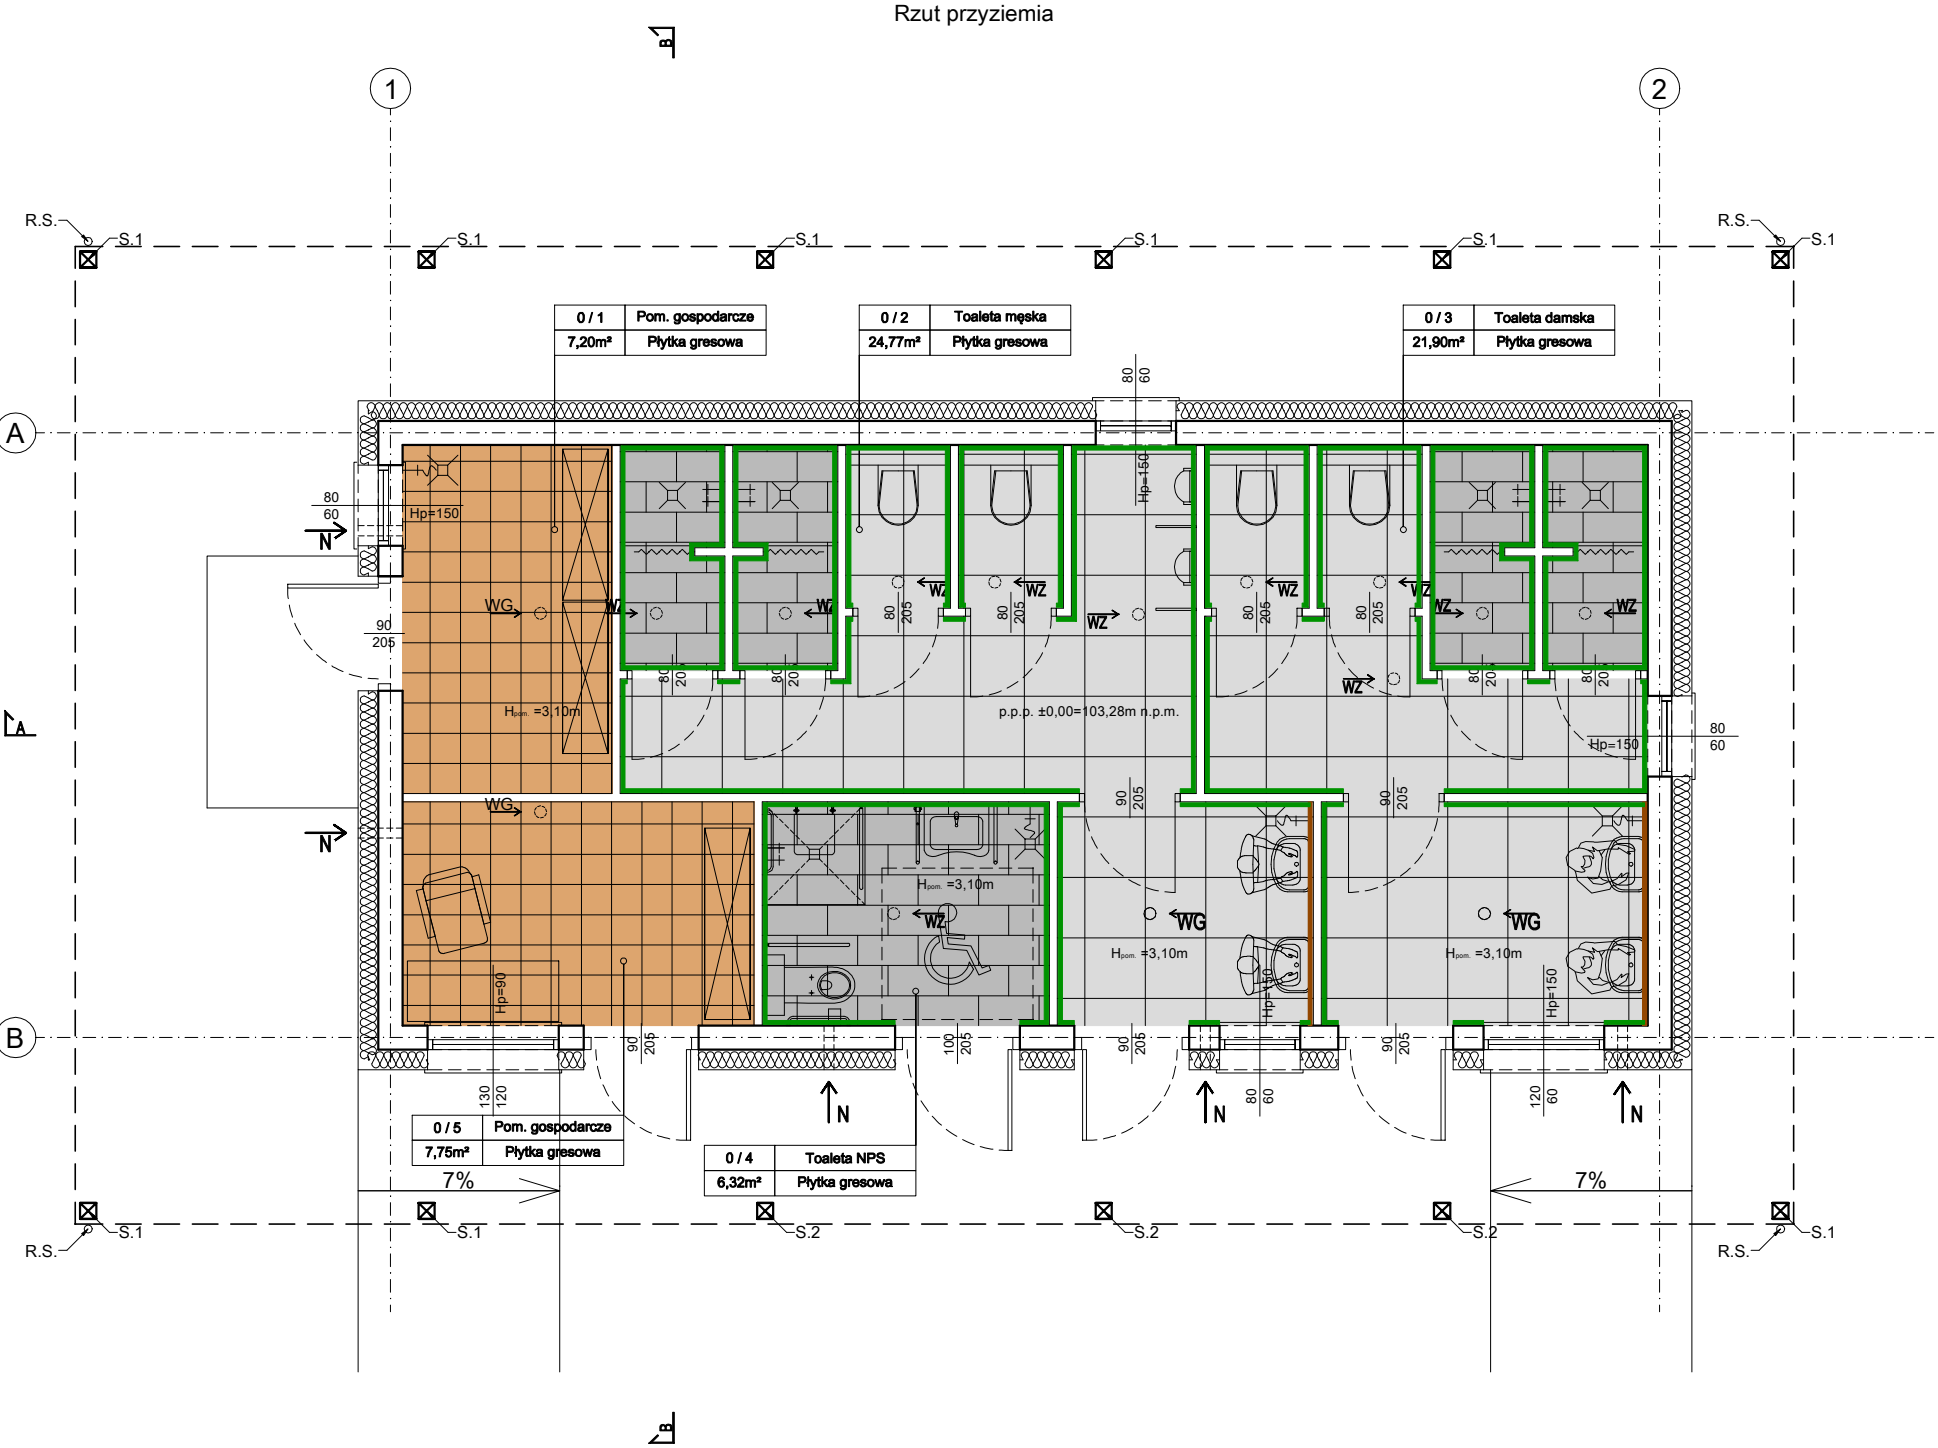 Rzut przyziemia
B
1
2
R.S.
S.1
S.1
S.1
S.1
S.1
R.S.
S.1
0 / 1 Pom. gospodarcze
7,20m² Płytka gresowa
0 / 2 Toaleta męska
24,77m² Płytka gresowa
0 / 3 Toaleta damska
21,90m² Płytka gresowa
80
60
A
Hp=150
80
60
N
Hp=150
WZ
WZ
WZ
WZ
80
205
80
205
80
205
80
205
WG
WZ
WZ
WZ
WZ
WZ
90
205
WZ
80
20
80
20
80
20
80
20
A
Hpom. =3,10m
p.p.p. ±0,00=103,28m n.p.m.
Hp=150
80
60
WG
N
90
205
90
205
Hpom. =3,10m
WZ
WG
WG
Hpom. =3,10m
Hpom. =3,10m
Hp=90
Hp=150
Hp=150
B
90
205
100
205
90
205
90
205
130
120
N
N
80
60
120
60
N
0 / 5 Pom. gospodarcze
7,75m² Płytka gresowa
0 / 4 Toaleta NPS
6,32m² Płytka gresowa
7%
7%
R.S.
S.1
S.1
S.2
S.2
S.2
R.S.
S.1
B